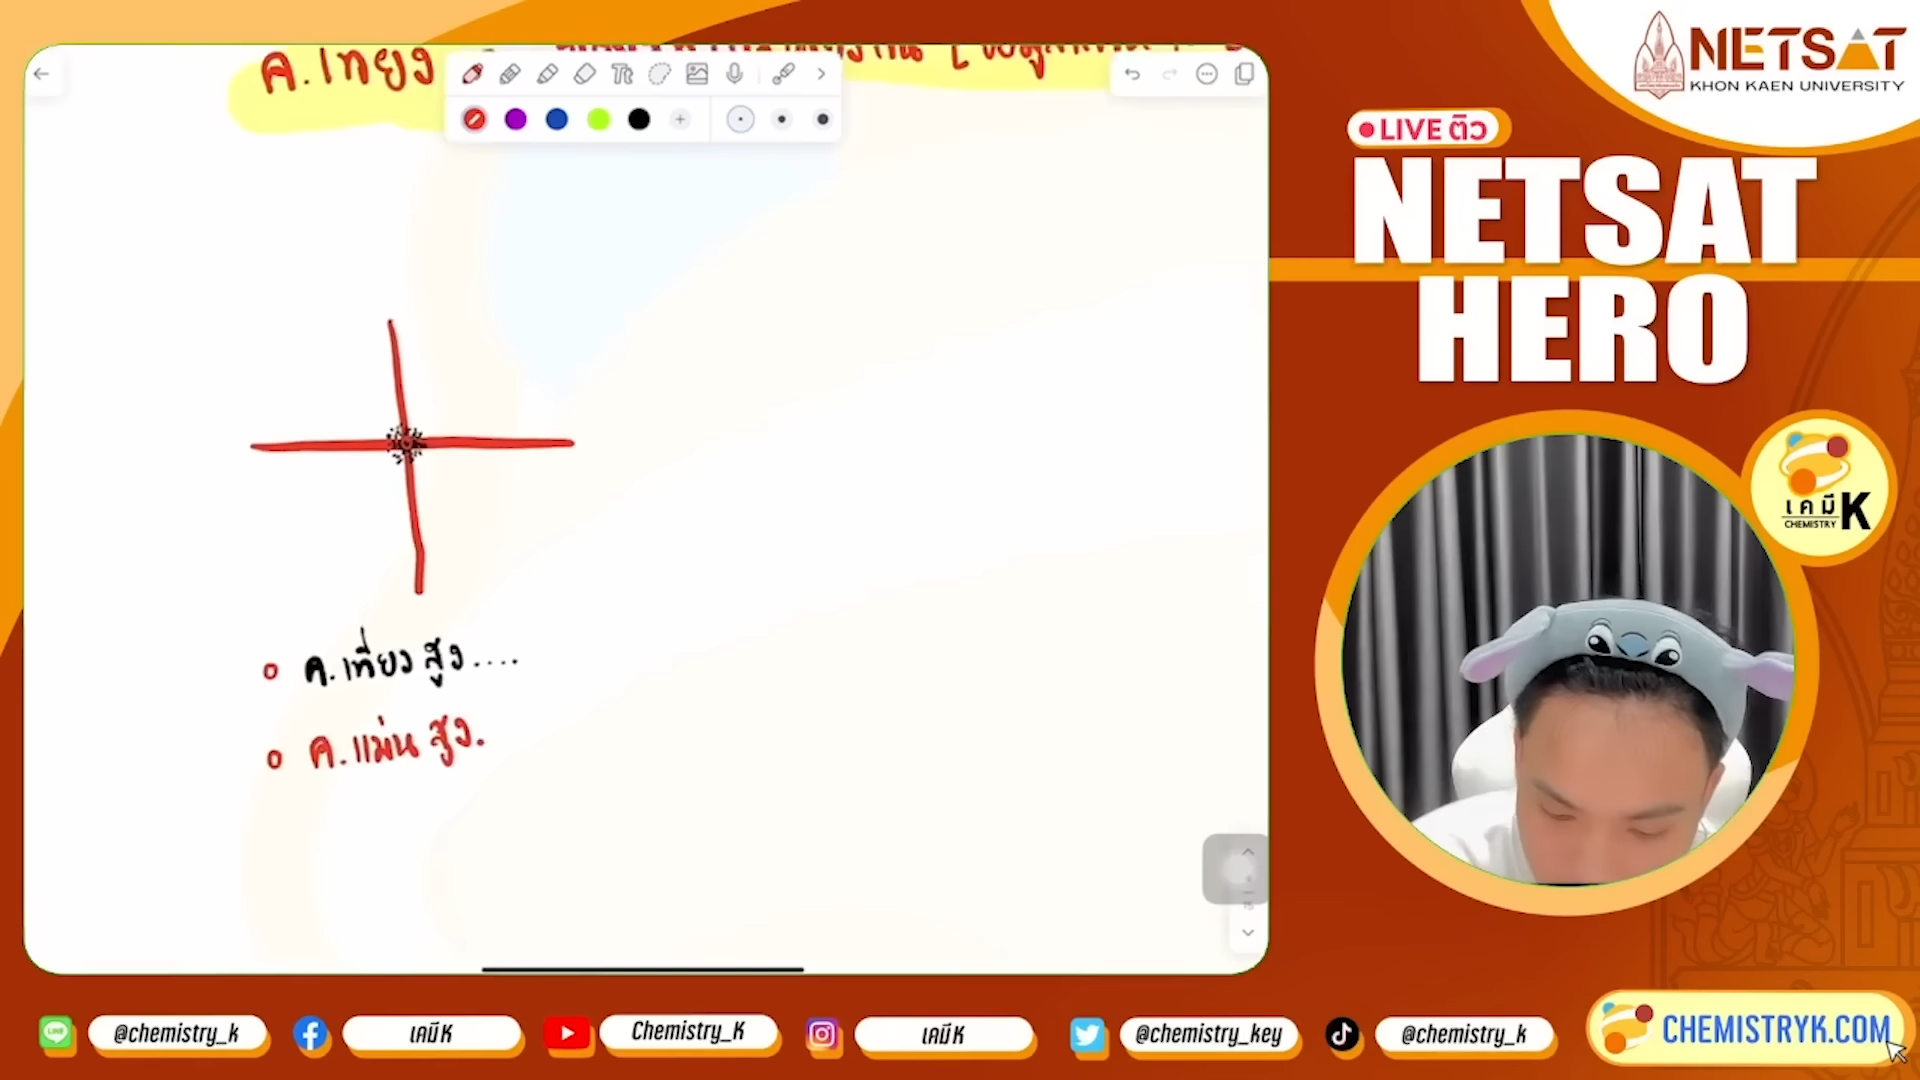 ค.เที่ยง
NETSAT
KHON KAEN UNIVERSITY
LIVE ติว
NETSAT
HERO
Tt
เคมี K
CHEMISTRY
ค.เที่ยง สูง....
ค.แม่น สูง.
LINE
@chemistry_k
เคมี K
Chemistry_K
เคมี K
@chemistry_key
@chemistry_k
CHEMISTRYK.COM